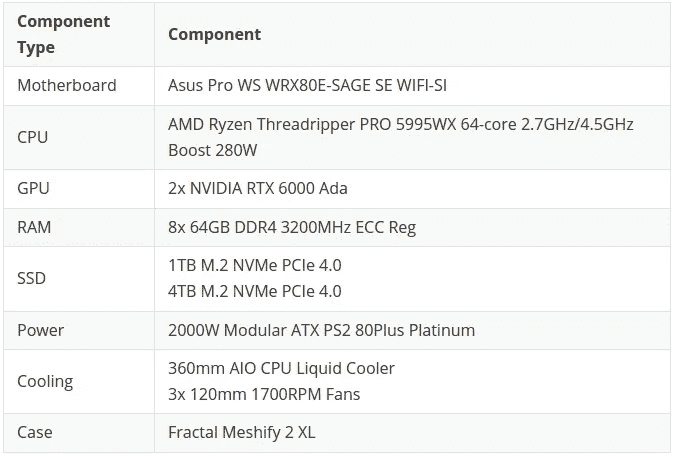 Component
Type
Component
Motherboard
Asus Pro WS WRX80E-SAGE SE WIFI-SI
CPU
AMD Ryzen Threadripper PRO 5995WX 64-core 2.7GHz/4.5GHz
Boost 280W
GPU
2x NVIDIA RTX 6000 Ada
RAM
8x 64GB DDR4 3200MHz ECC Reg
SSD
1TB M.2 NVMe PCIe 4.0
4TB M.2 NVMe PCIe 4.0
Power
2000W Modular ATX PS2 80Plus Platinum
Cooling
360mm AIO CPU Liquid Cooler
3x 120mm 1700RPM Fans
Case
Fractal Meshify 2 XL